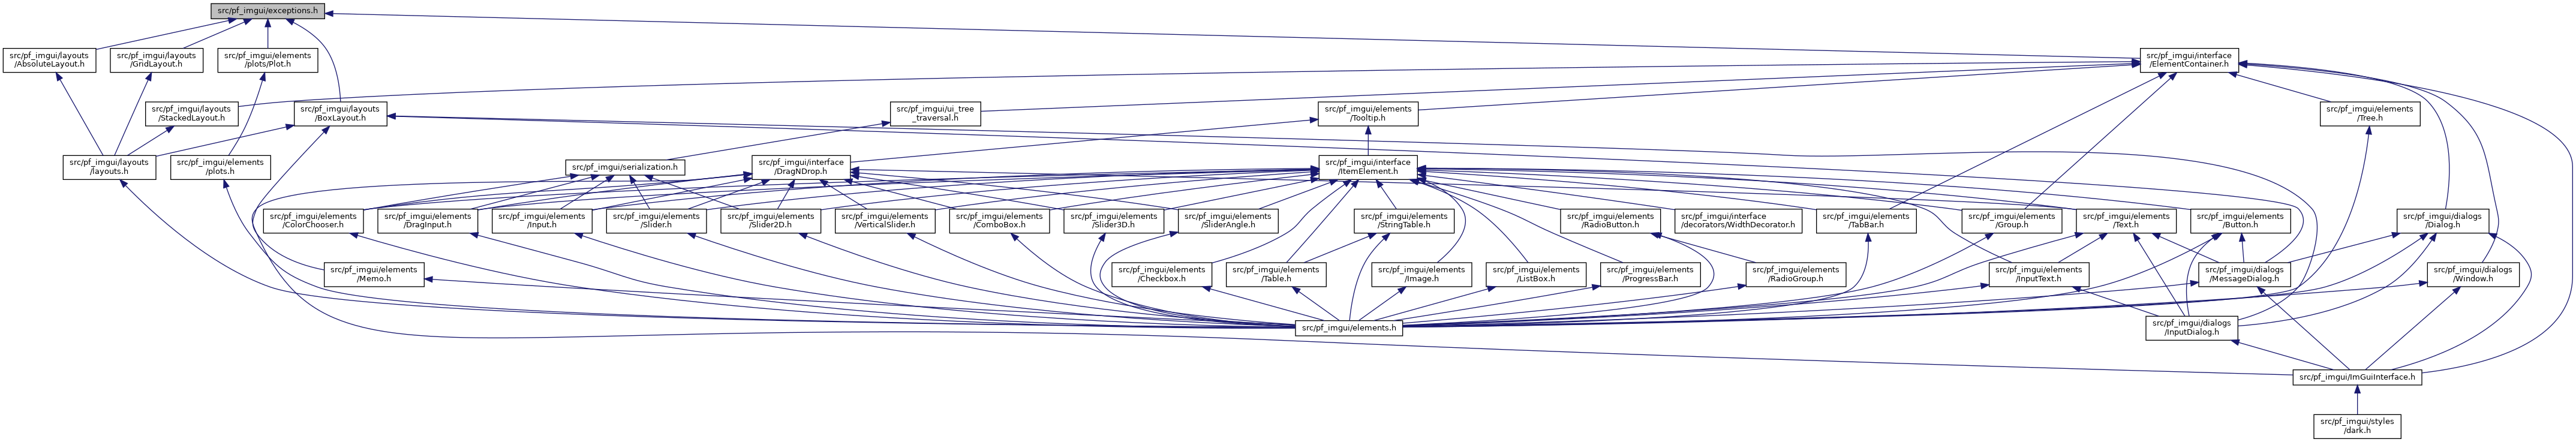 src/pf_imgui/exceptions.h
src/pf_imgui/layouts
/AbsoluteLayout.h
src/pf_imgui/layouts
/GridLayout.h
src/pf_imgui/elements
/plots/Plot.h
src/pf_imgui/interface
/ElementContainer.h
src/pf_imgui/layouts
/StackedLayout.h
src/pf_imgui/layouts
/BoxLayout.h
src/pf_imgui/ui_tree
_traversal.h
src/pf_imgui/elements
/Tooltip.h
src/pf_imgui/elements
/Tree.h
src/pf_imgui/layouts
/layouts.h
src/pf_imgui/elements
/plots.h
src/pf_imgui/serialization.h
src/pf_imgui/interface
/DragNDrop.h
src/pf_imgui/interface
/ItemElement.h
src/pf_imgui/elements
/ColorChooser.h
src/pf_imgui/elements
/DragInput.h
src/pf_imgui/elements
/Input.h
src/pf_imgui/elements
/Slider.h
src/pf_imgui/elements
/Slider2D.h
src/pf_imgui/elements
/VerticalSlider.h
src/pf_imgui/elements
/ComboBox.h
src/pf_imgui/elements
/Slider3D.h
src/pf_imgui/elements
/SliderAngle.h
src/pf_imgui/elements
/StringTable.h
src/pf_imgui/elements
/RadioButton.h
src/pf_imgui/interface
/decorators/WidthDecorator.h
src/pf_imgui/elements
/TabBar.h
src/pf_imgui/elements
/Group.h
src/pf_imgui/elements
/Text.h
src/pf_imgui/elements
/Button.h
src/pf_imgui/dialogs
/Dialog.h
src/pf_imgui/elements
/Memo.h
src/pf_imgui/elements
/Checkbox.h
src/pf_imgui/elements
/Table.h
src/pf_imgui/elements
/Image.h
src/pf_imgui/elements
/ListBox.h
src/pf_imgui/elements
/ProgressBar.h
src/pf_imgui/elements
/RadioGroup.h
src/pf_imgui/elements
/InputText.h
src/pf_imgui/dialogs
/MessageDialog.h
src/pf_imgui/dialogs
/Window.h
src/pf_imgui/elements.h
src/pf_imgui/dialogs
/InputDialog.h
src/pf_imgui/ImGuiInterface.h
src/pf_imgui/styles
/dark.h